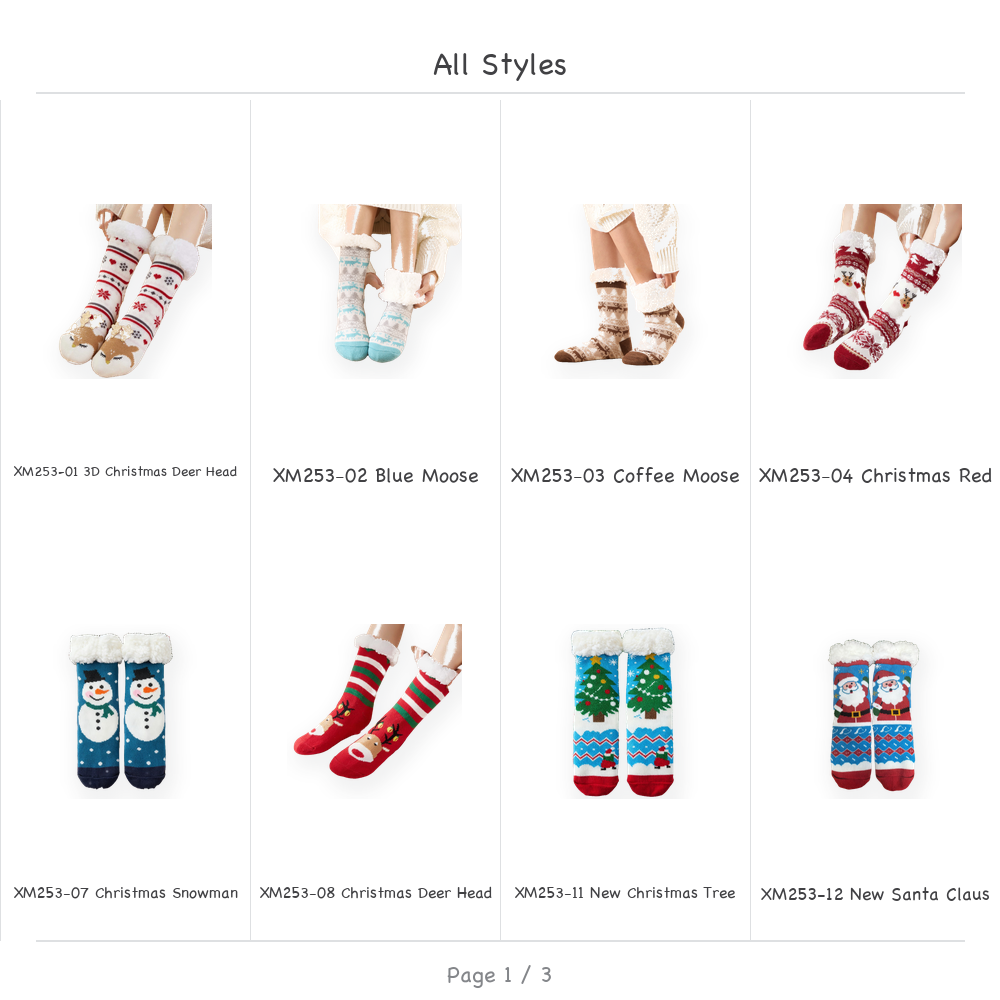 All Styles
XM253-01 3D Christmas Deer Head
XM253-02 Blue Moose
XM253-03 Coffee Moose
XM253-04 Christmas Red
XM253-07 Christmas Snowman
XM253-08 Christmas Deer Head
XM253-11 New Christmas Tree
XM253-12 New Santa Claus
Page 1 / 3